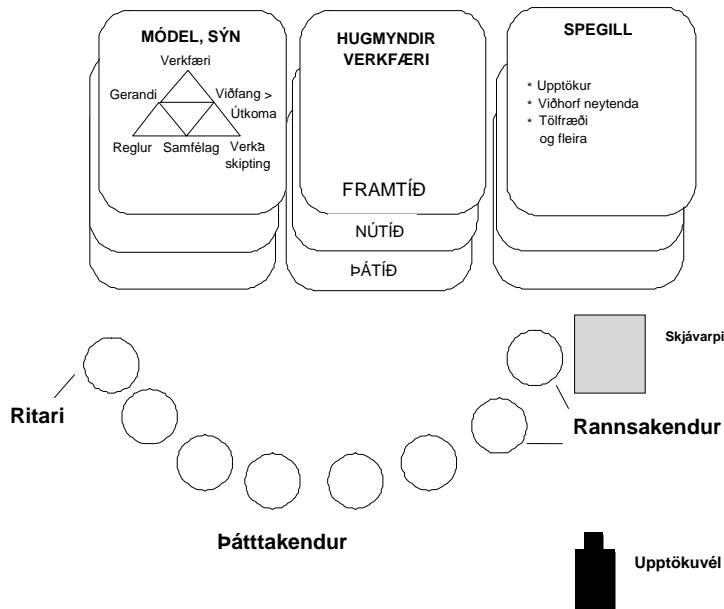 MÓDEL, SÝN
Verkfæri
Gerandi
Viðfang >
Útkoma
Reglur
Samfélag
Verka
skipting
HUGMYNDIR
VERKFÆRI
FRAMTÍÐ
NÚTÍÐ
ÞÁTÍÐ
SPEGILL
* Upptökur
* Viðhorf neytenda
* Tölfræði
og fleira
Skjávarpi
Ritari
Rannsakendur
Þátttakendur
Upptökuvél